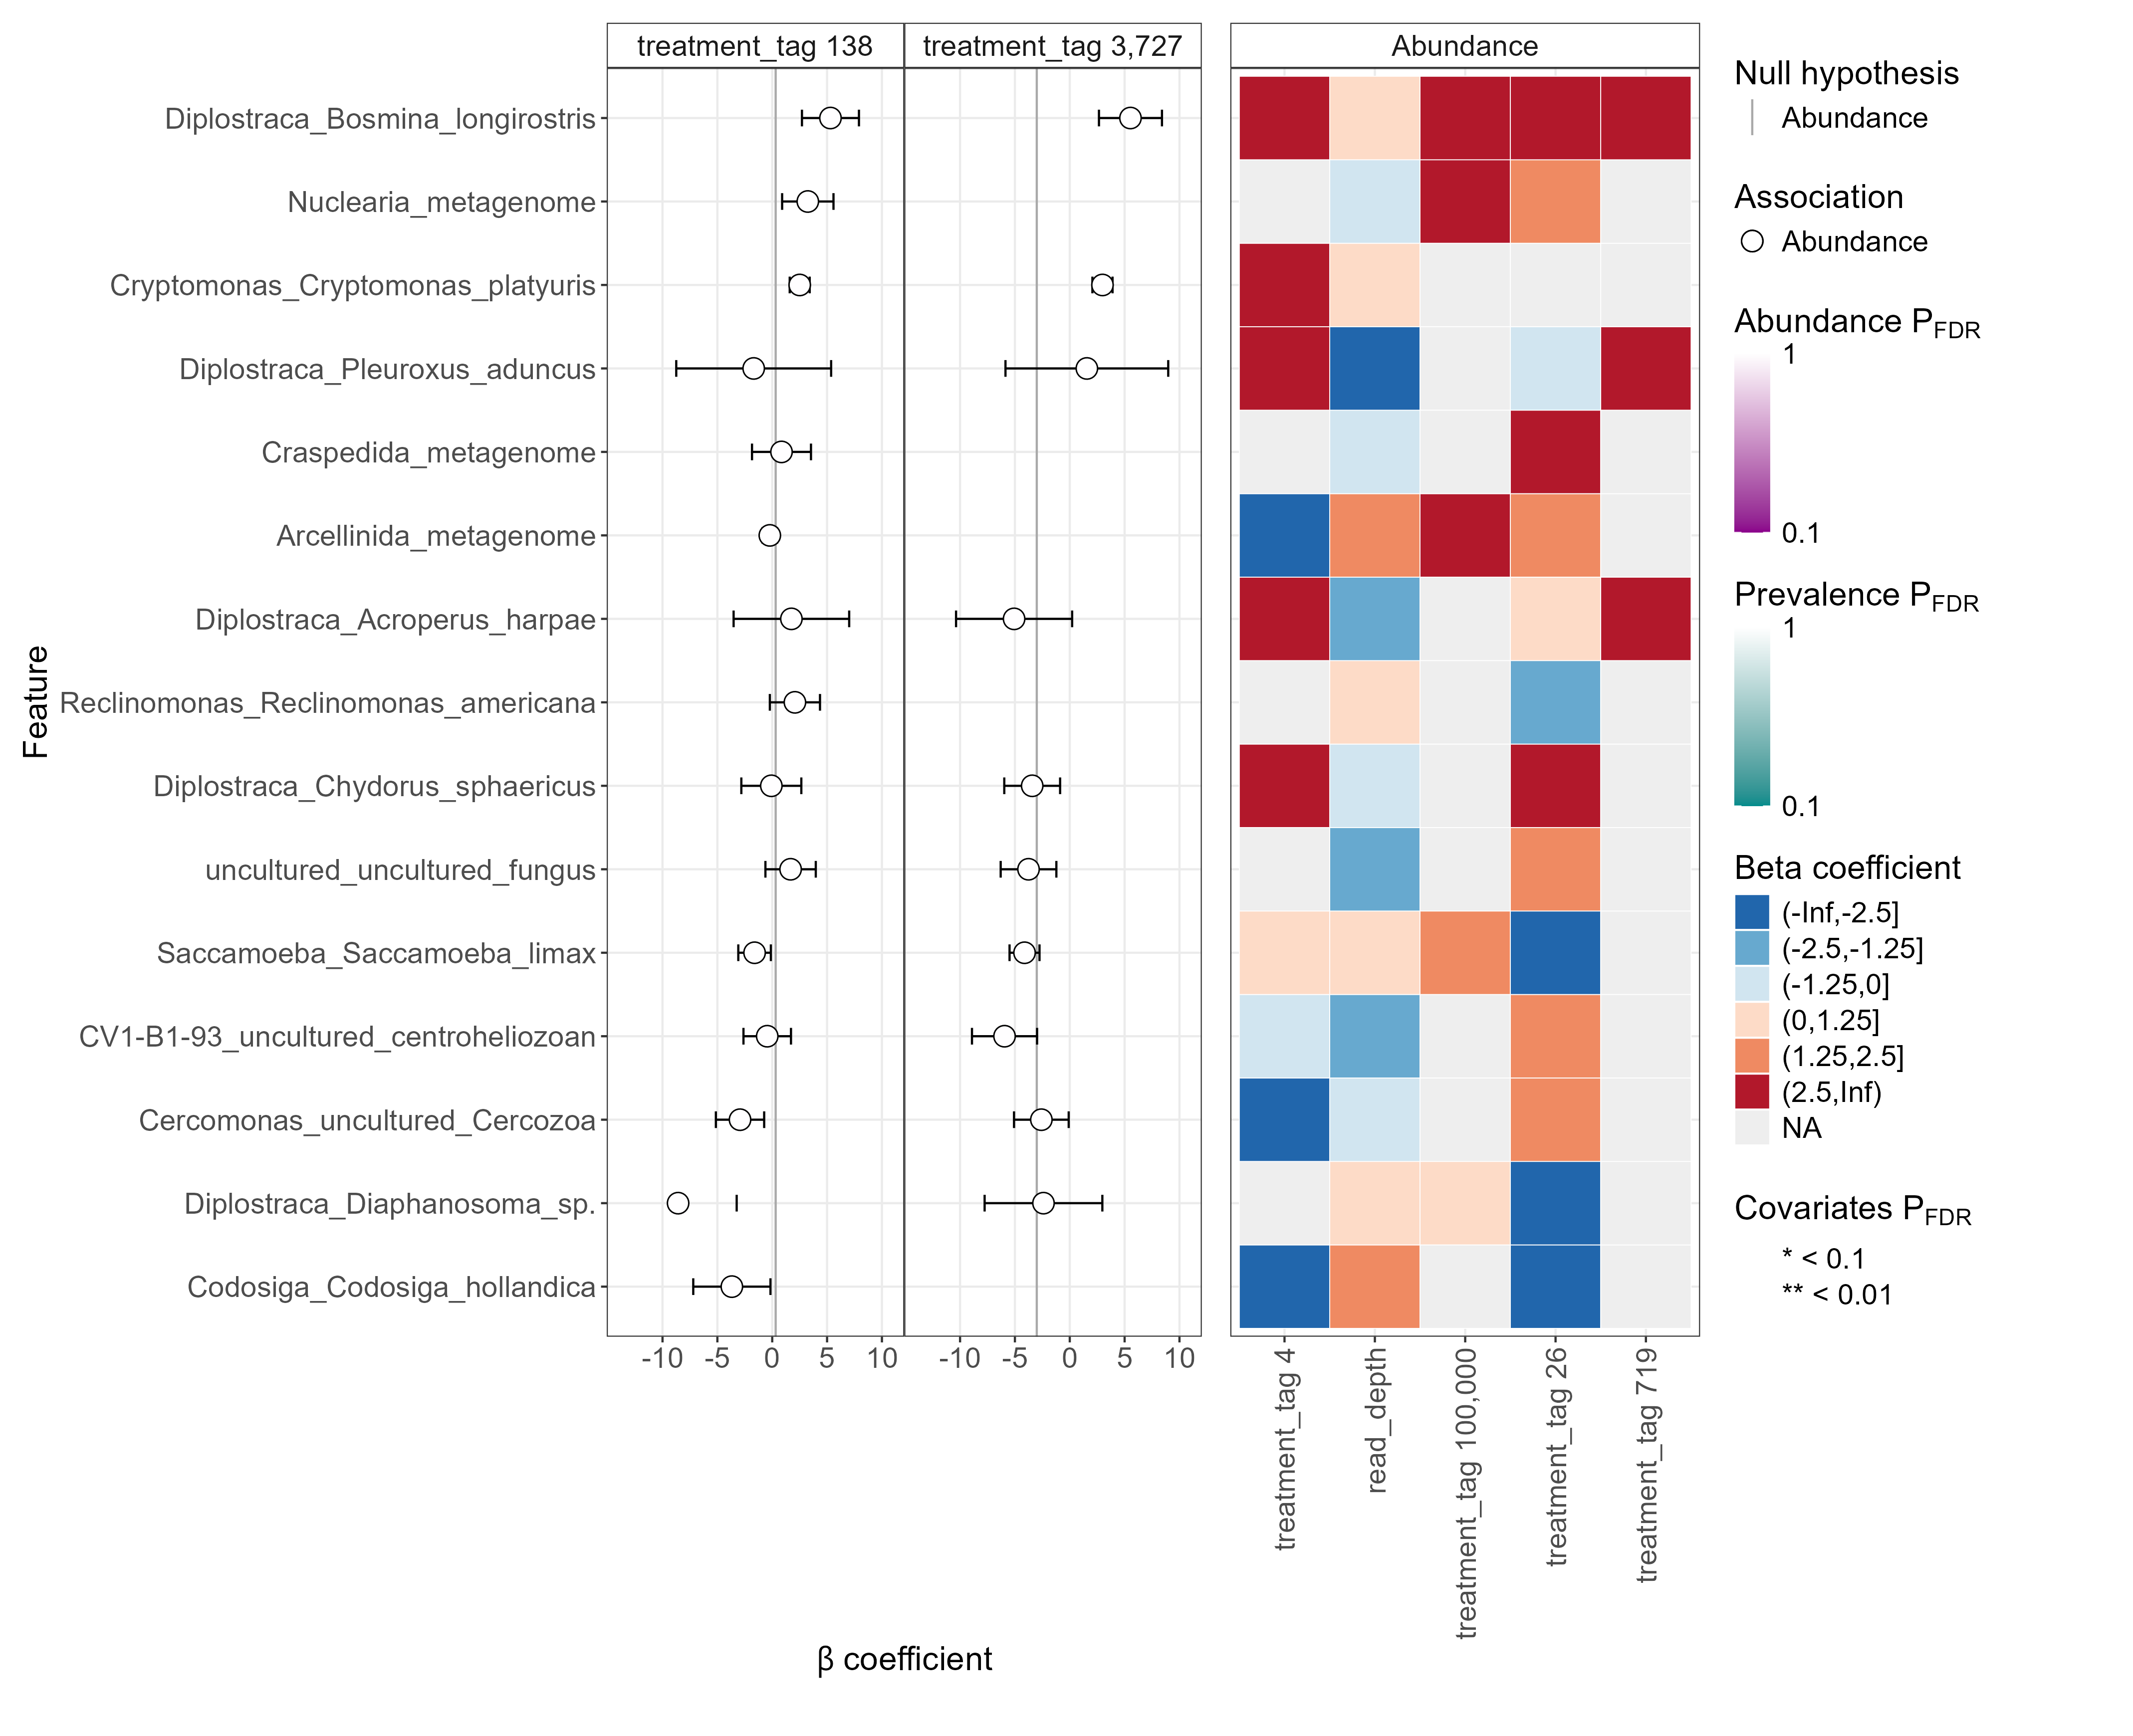 treatment_tag 138
treatment_tag 3,727
Abundance
Feature
Diplostraca_Bosmina_longirostris
Nuclearia_metagenome
Cryptomonas_Cryptomonas_platyuris
Diplostraca_Pleuroxus_aduncus
Craspedida_metagenome
Arcellinida_metagenome
Diplostraca_Acroperus_harpae
Reclinomonas_Reclinomonas_americana
Diplostraca_Chydorus_sphaericus
uncultured_uncultured_fungus
Saccamoeba_Saccamoeba_limax
CV1-B1-93_uncultured_centroheliozoan
Cercomonas_uncultured_Cercozoa
Diplostraca_Diaphanosoma_sp.
Codosiga_Codosiga_hollandica
-10 -5 0 5 10
-10 -5 0 5 10
β coefficient
treatment_tag 4
read_depth
treatment_tag 100,000
treatment_tag 26
treatment_tag 719
Null hypothesis
Abundance
Association
Abundance
Abundance PFDR
1
0.1
Prevalence PFDR
1
0.1
Beta coefficient
(-Inf,-2.5]
(-2.5,-1.25]
(-1.25,0]
(0,1.25]
(1.25,2.5]
(2.5,Inf)
NA
Covariates PFDR
* < 0.1
** < 0.01